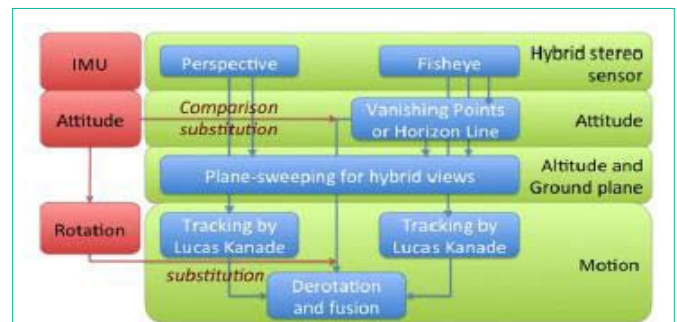 IMU
Perspective
Fisheye
Hybrid stereo
sensor
Attitude
Comparison
substitution
Vanishing Points
or Horizon Line
Attitude
Plane-sweeping for hybrid views
Altitude and
Ground plane
Rotation
Tracking by
Lucas Kanade
Tracking by
Lucas Kanade
Motion
substitution
Derotation
and fusion